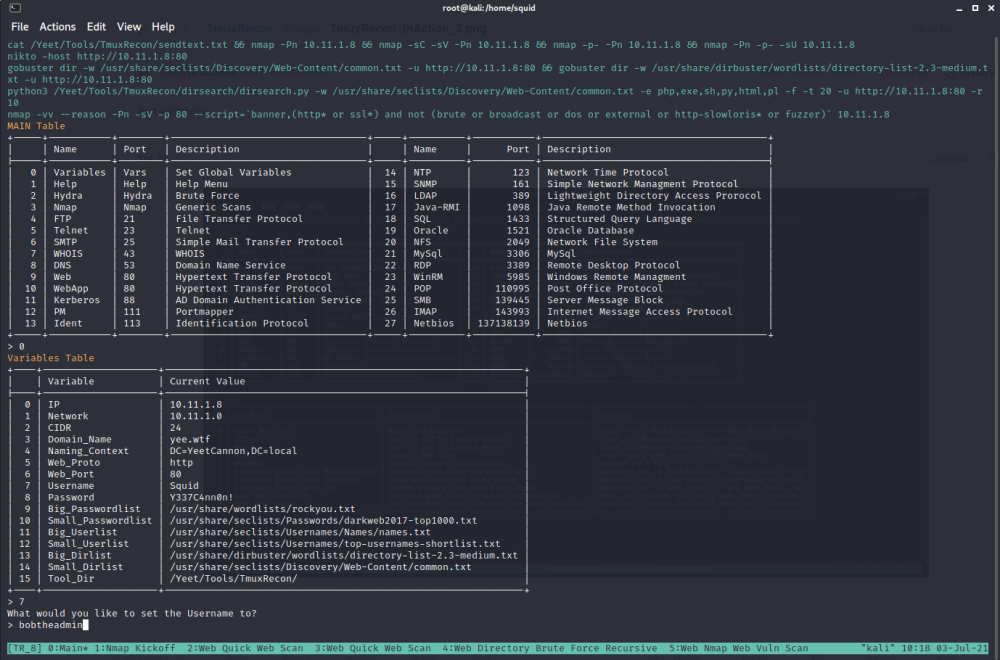 root@kali:/home/squid
File Actions Edit View Help
cat /Yeet/Tools/TmuxRecon/sendtext.txt && nmap -Pn 10.11.1.8 && nmap -sC -sV -Pn 10.11.1.8 && nmap -p- -Pn 10.11.1.8 && nmap -Pn -p- -sU 10.11.1.8
nikto -host http://10.11.1.8:80
gobuster dir -w /usr/share/seclists/Discovery/Web-Content/common.txt -u http://10.11.1.8:80 && gobuster dir -w /usr/share/dirbuster/wordlists/directory-list-2.3-medium.t
xt -u http://10.11.1.8:80
python3 /Yeet/Tools/TmuxRecon/dirsearch/dirsearch.py -w /usr/share/seclists/Discovery/Web-Content/common.txt -e php,exe,sh,py,html,pl -f -t 20 -u http://10.11.1.8:80 -r
10
nmap -vv --reason -Pn -sV -p 80 --script=`banner,(http* or ssl*) and not (brute or broadcast or dos or external or http-slowloris* or fuzzer)` 10.11.1.8
MAIN Table
| | Name | Port | Description | | Name | Port | Description |
| 0 | Variables | Vars | Set Global Variables | 14 | NTP | 123 | Network Time Protocol |
| 1 | Help | Help | Help Menu | 15 | SNMP | 161 | Simple Network Managment Protocol |
| 2 | Hydra | Hydra | Brute Force | 16 | LDAP | 389 | Lightweight Directory Access Prorocol |
| 3 | Nmap | Nmap | Generic Scans | 17 | Java-RMI | 1098 | Java Remote Method Invocation |
| 4 | FTP | 21 | File Transfer Protocol | 18 | SQL | 1433 | Structured Query Language |
| 5 | Telnet | 23 | Telnet | 19 | Oracle | 1521 | Oracle Database |
| 6 | SMTP | 25 | Simple Mail Transfer Protocol | 20 | NFS | 2049 | Network File System |
| 7 | WHOIS | 43 | WHOIS | 21 | MySql | 3306 | MySql |
| 8 | DNS | 53 | Domain Name Service | 22 | RDP | 3389 | Remote Desktop Protocol |
| 9 | Web | 80 | Hypertext Transfer Protocol | 23 | WinRM | 5985 | Windows Remote Managment |
| 10 | WebApp | 80 | Hypertext Transfer Protocol | 24 | POP | 110995 | Post Office Protocol |
| 11 | Kerberos | 88 | AD Domain Authentication Service | 25 | SMB | 139445 | Server Message Block |
| 12 | PM | 111 | Portmapper | 26 | IMAP | 143993 | Internet Message Access Protocol |
| 13 | Ident | 113 | Identification Protocol | 27 | Netbios | 137138139 | Netbios |
> 0
Variables Table
| | Variable | Current Value |
| 0 | IP | 10.11.1.8 |
| 1 | Network | 10.11.1.0 |
| 2 | CIDR | 24 |
| 3 | Domain_Name | yee.wtf |
| 4 | Naming_Context | DC=YeetCannon,DC=local |
| 5 | Web_Proto | http |
| 6 | Web_Port | 80 |
| 7 | Username | Squid |
| 8 | Password | Y337C4nn0n! |
| 9 | Big_Passwordlist | /usr/share/wordlists/rockyou.txt |
| 10 | Small_Passwordlist | /usr/share/seclists/Passwords/darkweb2017-top1000.txt |
| 11 | Big_Userlist | /usr/share/seclists/Usernames/Names/names.txt |
| 12 | Small_Userlist | /usr/share/seclists/Usernames/top-usernames-shortlist.txt |
| 13 | Big_Dirlist | /usr/share/dirbuster/wordlists/directory-list-2.3-medium.txt |
| 14 | Small_Dirlist | /usr/share/seclists/Discovery/Web-Content/common.txt |
| 15 | Tool_Dir | /Yeet/Tools/TmuxRecon/ |
> 7
What would you like to set the Username to?
> bobtheadmin
[TR_8] 0:Main* 1:Nmap Kickoff 2:Web Quick Web Scan 3:Web Quick Web Scan 4:Web Directory Brute Force Recursive 5:Web Nmap Web Vuln Scan "kali" 10:18 03-Jul-21